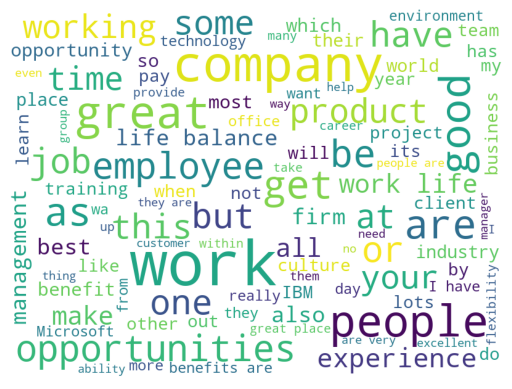 environment
working some which have team
many
opportunity technology their has
company
so world my
even time pay want help year
provide
place great most way product good
office
learn group life balance career project business
job employee be will its
people are
training get take work life
when not client
management as this but at are
wa firm or
they are
up all need manager I
best customer within no industry
like work culture your by
thing one them
benefit from really IBM day I have flexibility
make lots
Microsoft other out they also people
great place are very excellent
opportunities experience do
ability more benefits are